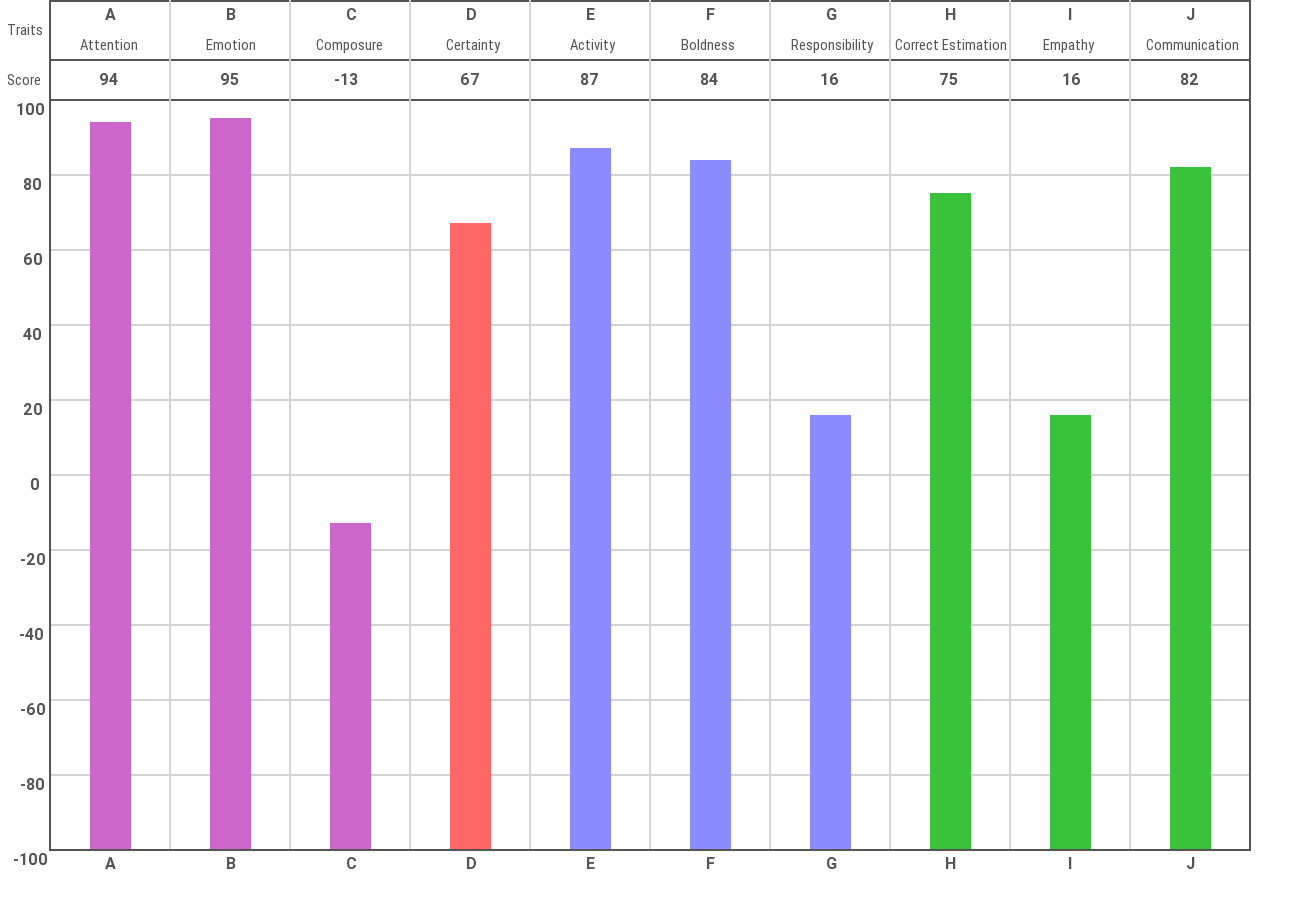 Traits A B C D E F G H I J
Attention Emotion Composure Certainty Activity Boldness Responsibility Correct Estimation Empathy Communication
Score 94 95 -13 67 87 84 16 75 16 82
100
80
60
40
20
0
-20
-40
-60
-80
-100
A B C D E F G H I J